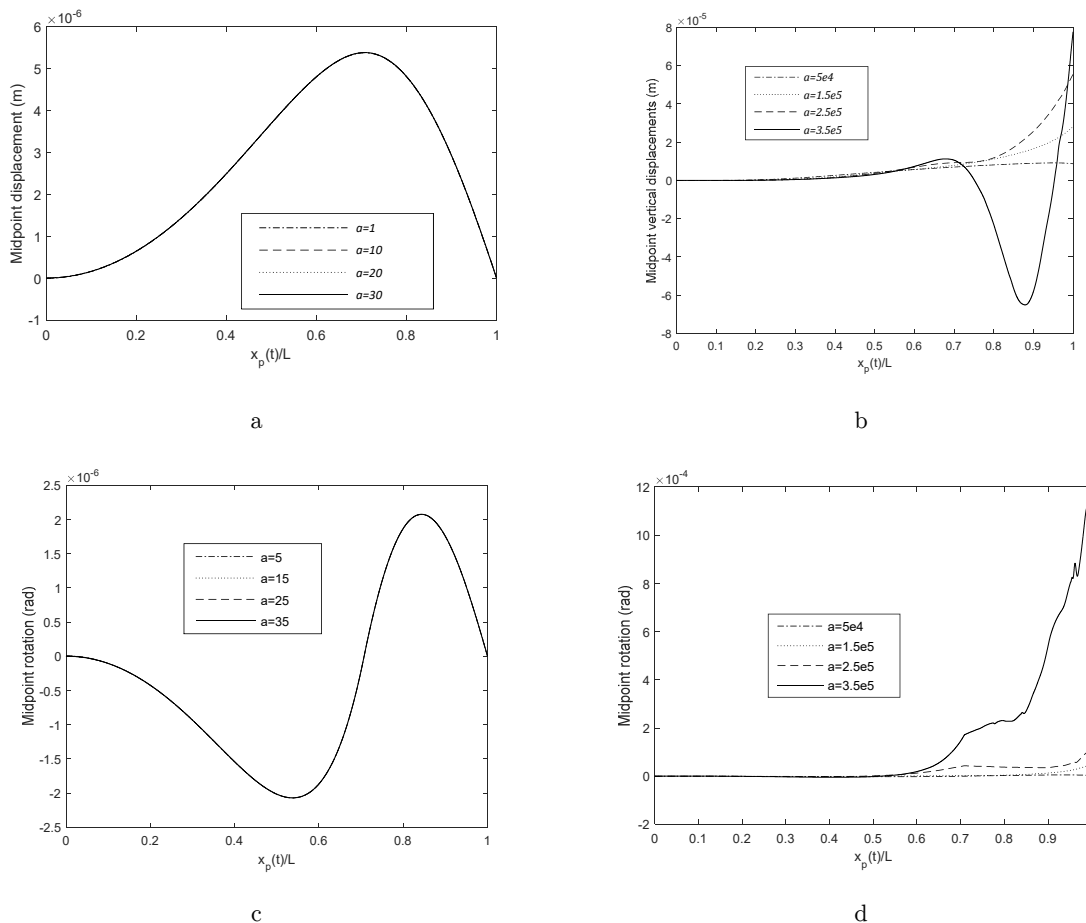 ×10⁻⁶
6
5
4
3
2
1
0
-1
Midpoint displacement (m)
a=1
a=10
a=20
a=30
0 0.2 0.4 0.6 0.8 1
x_p(t)/L
a
×10⁻⁵
8
6
4
2
0
-2
-4
-6
-8
Midpoint vertical displacements (m)
a=5e4
a=1.5e5
a=2.5e5
a=3.5e5
0 0.1 0.2 0.3 0.4 0.5 0.6 0.7 0.8 0.9 1
x_p(t)/L
b
×10⁻⁶
2.5
2
1.5
1
0.5
0
-0.5
-1
-1.5
-2
-2.5
Midpoint rotation (rad)
a=5
a=15
a=25
a=35
0 0.2 0.4 0.6 0.8 1
x_p(t)/L
c
×10⁻⁴
12
10
8
6
4
2
0
-2
Midpoint rotation (rad)
a=5e4
a=1.5e5
a=2.5e5
a=3.5e5
0 0.1 0.2 0.3 0.4 0.5 0.6 0.7 0.8 0.9
x_p(t)/L
d